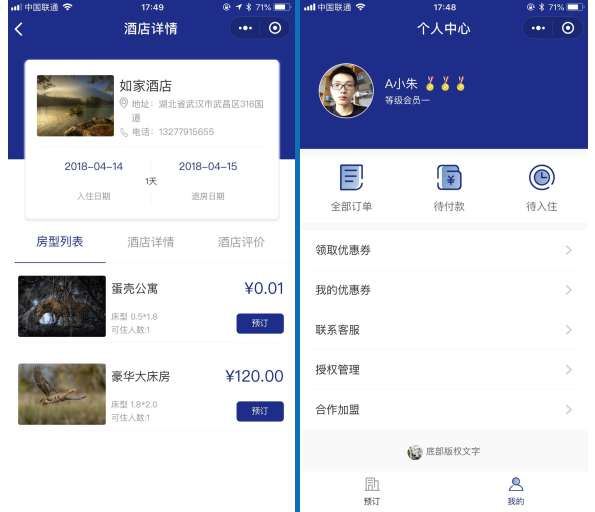 中国联通
17:49
71%
酒店详情
如家酒店
地址：湖北省武汉市武昌区316国
道
电话：13277915655
2018-04-14
2018-04-15
1天
入住日期
退房日期
房型列表
酒店详情
酒店评价
蛋壳公寓
¥0.01
床型 0.5*1.8
可住人数:1
预订
豪华大床房
¥120.00
床型 1.8*2.0
可住人数:1
预订
中国联通
17:48
71%
个人中心
A小朱
等级会员一
全部订单
待付款
待入住
领取优惠券
我的优惠券
联系客服
授权管理
合作加盟
底部版权文字
预订
我的